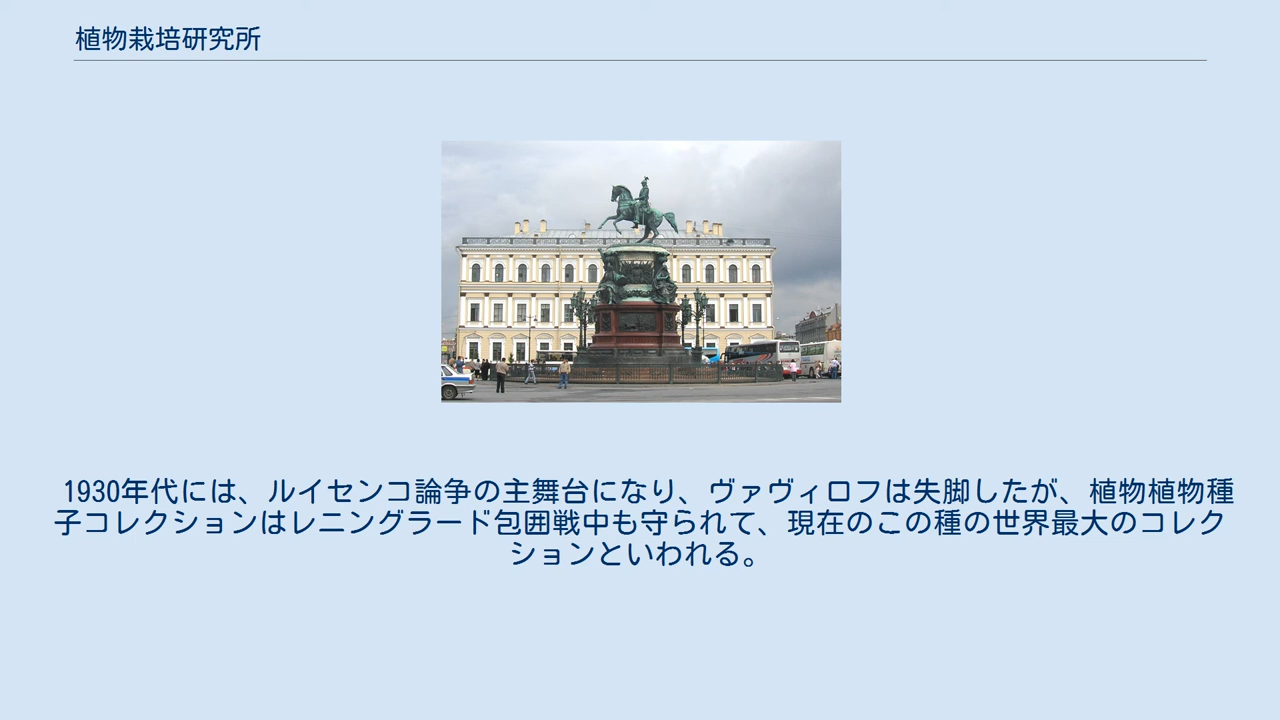 植物栽培研究所
1930年代には、ルイセンコ論争の主舞台になり、ヴァヴィロフは失脚したが、植物植物種
子コレクションはレニングラード包囲戦中も守られて、現在のこの種の世界最大のコレク
ションといわれる。